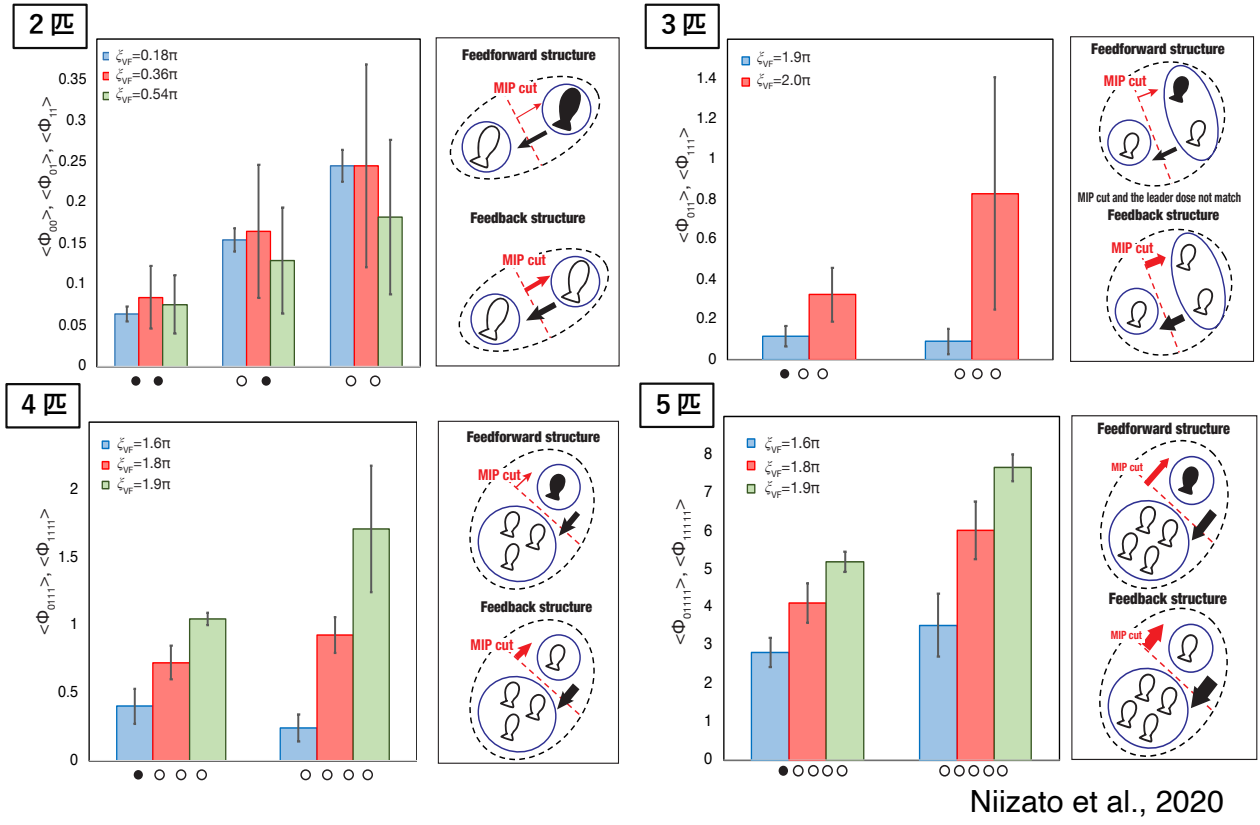 2 匹
ξVF=0.18π
ξVF=0.36π
ξVF=0.54π
<Φ00>, <Φ01>, <Φ11>
0.35
0.3
0.25
0.2
0.15
0.1
0.05
0
Feedforward structure
MIP cut
Feedback structure
MIP cut
3 匹
ξVF=1.9π
ξVF=2.0π
<Φ011>, <Φ111>
1.4
1.2
1
0.8
0.6
0.4
0.2
0
Feedforward structure
MIP cut
MIP cut and the leader dose not match
Feedback structure
MIP cut
4 匹
ξVF=1.6π
ξVF=1.8π
ξVF=1.9π
<Φ0111>, <Φ1111>
2
1.5
1
0.5
0
Feedforward structure
MIP cut
Feedback structure
MIP cut
5 匹
ξVF=1.6π
ξVF=1.8π
ξVF=1.9π
<Φ01111>, <Φ11111>
8
7
6
5
4
3
2
1
0
Feedforward structure
MIP cut
Feedback structure
MIP cut
Niizato et al., 2020